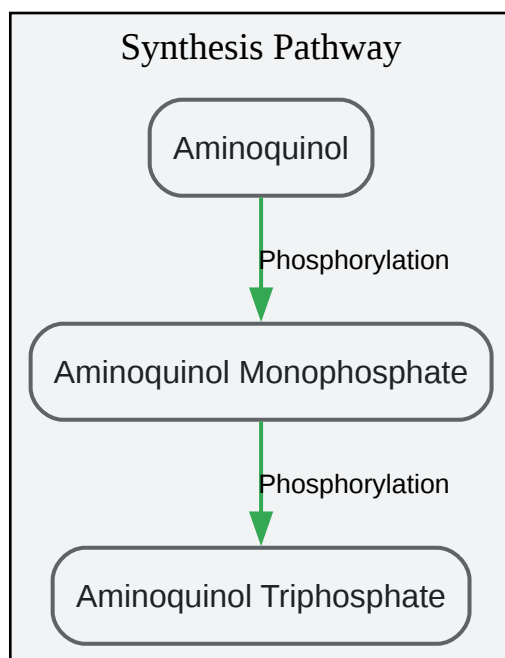 Synthesis Pathway
Aminoquinol
Phosphorylation
Aminoquinol Monophosphate
Phosphorylation
Aminoquinol Triphosphate